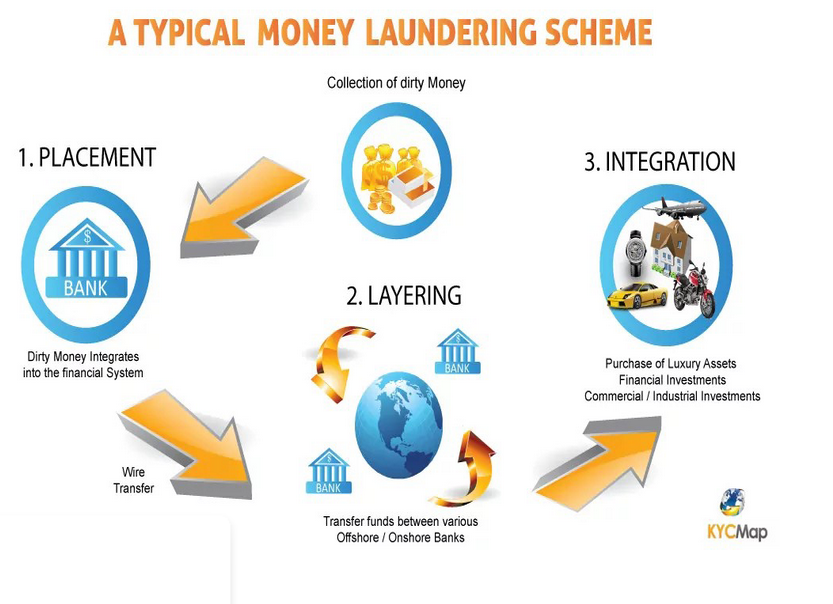 A TYPICAL MONEY LAUNDERING SCHEME
Collection of dirty Money
1. PLACEMENT
$
BANK
Dirty Money Integrates
into the financial System
Wire
Transfer
2. LAYERING
$
BANK
$
BANK
Transfer funds between various
Offshore / Onshore Banks
3. INTEGRATION
Purchase of Luxury Assets
Financial Investments
Commercial / Industrial Investments
KYCMap